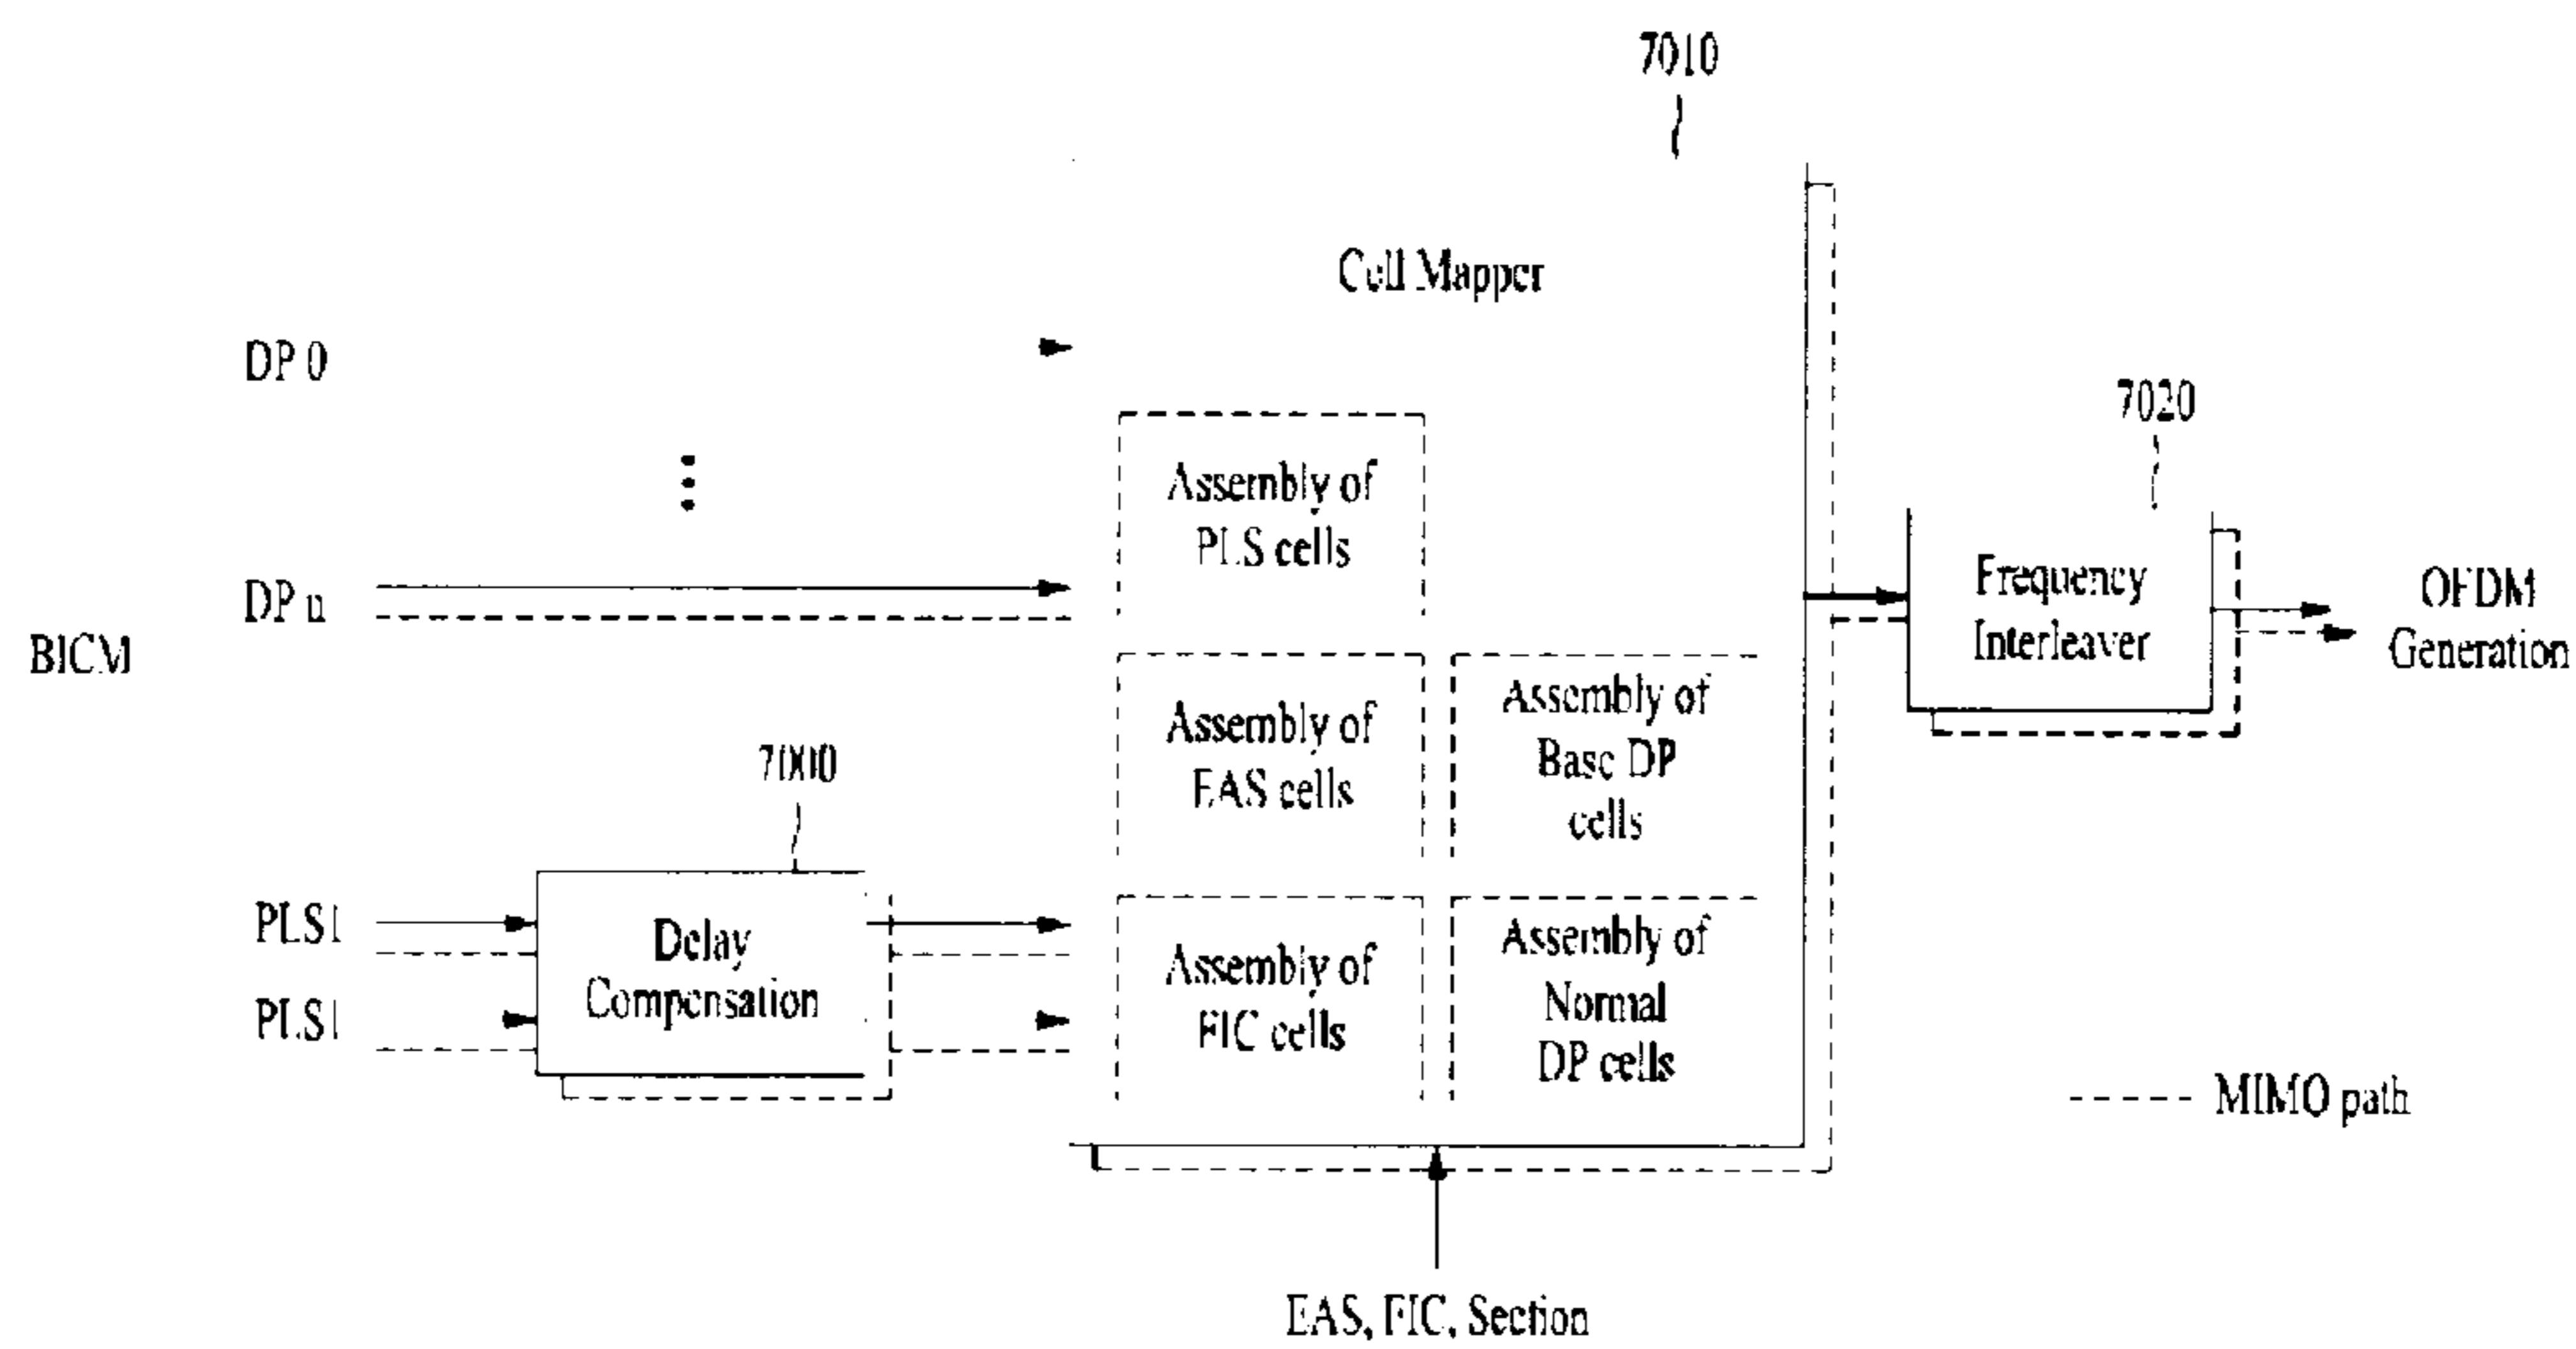 7010
Cell Mapper
DP 0
7020
Assembly of
PLS cells
Frequency
Interleaver
OFDM
Generation
DP u
BICM
Assembly of
EAS cells
Assembly of
Base DP
cells
7000
PLS1
PLS1
Delay
Compensation
Assembly of
FIC cells
Assembly of
Normal
DP cells
MIMO path
EAS, FIC, Section